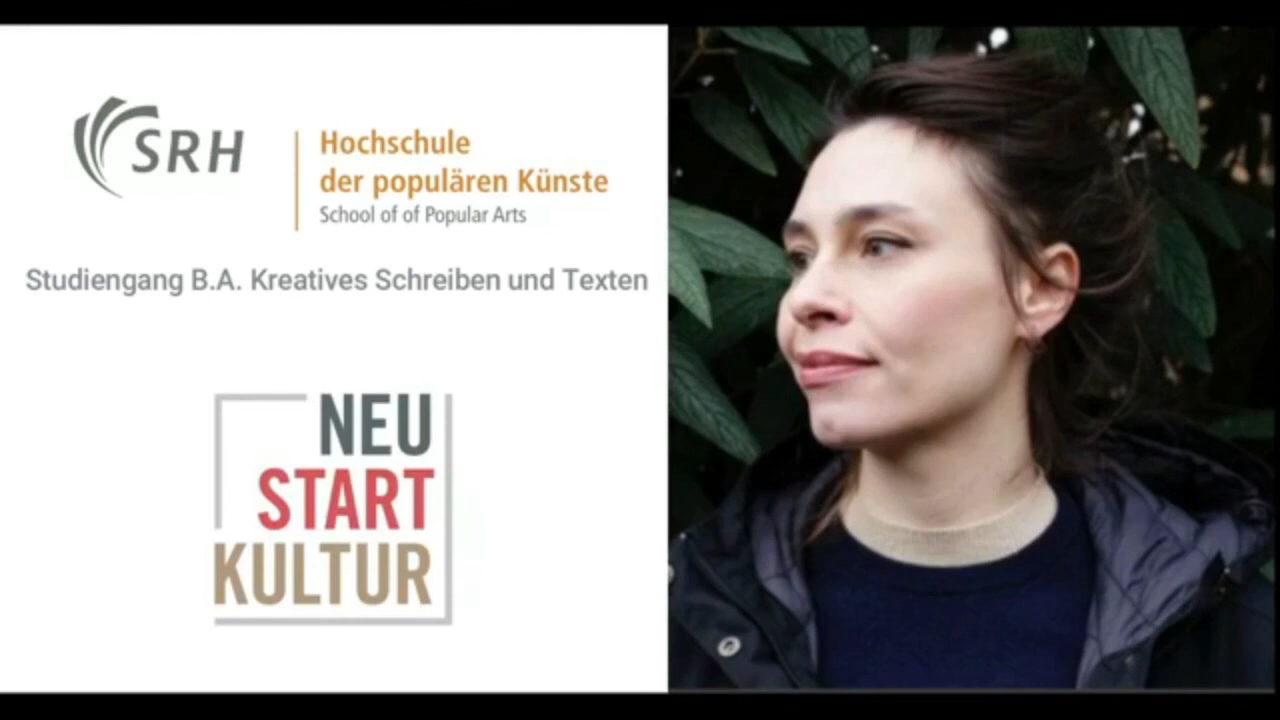 SRH
Hochschule
der populären Künste
School of of Popular Arts
Studiengang B.A. Kreatives Schreiben und Texten
NEU
START
KULTUR